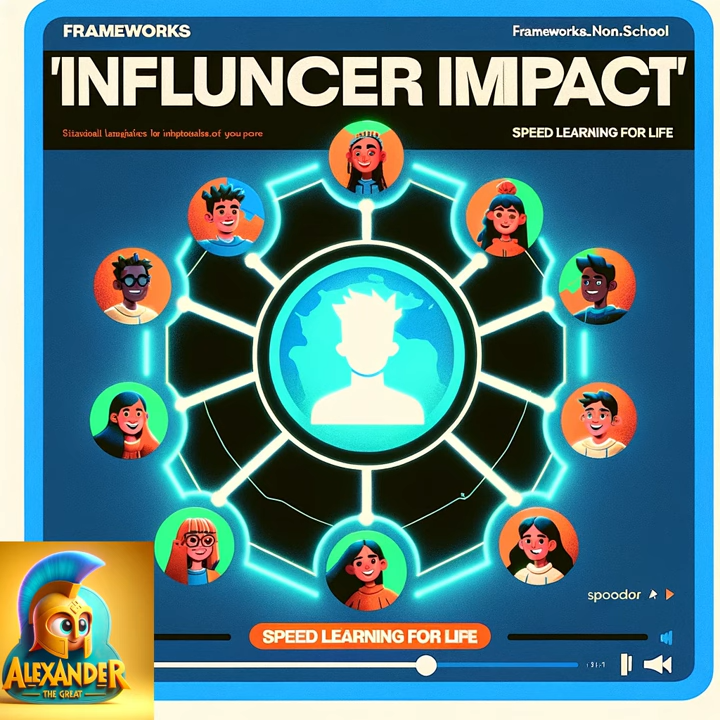 FRAMEWORKS
Frameworks.Non.School
'INFLUNCER IMPACT'
SPEED LEARNING FOR LIFE
spoodor
SPEED LEARNING FOR LIFE
ALEXANDER
THE GREAT